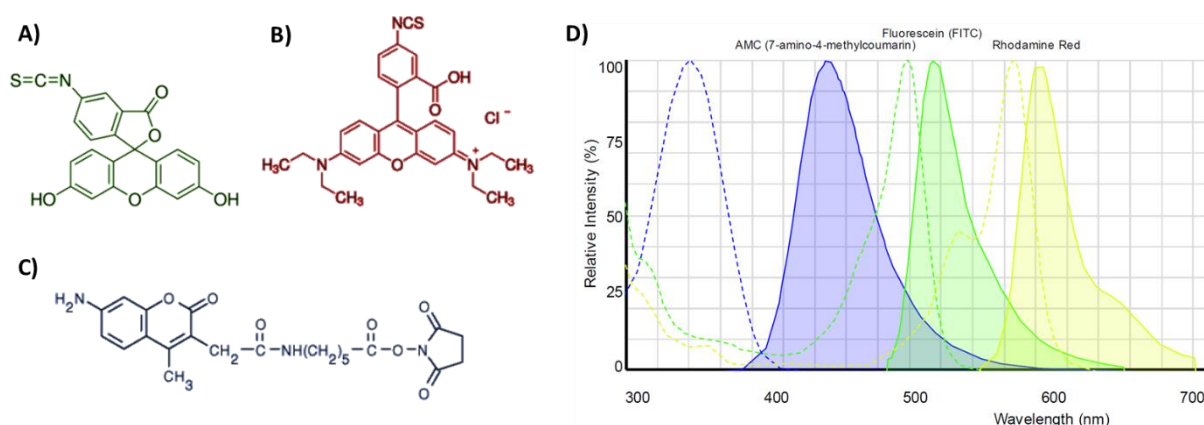 A)
S=C=N
O
O
HO
O
OH
B)
NCS
OH
O
Cl⁻
H₃C
N
O
N⁺
CH₃
CH₃
H₃C
C)
H₂N
O
O
CH₃
CH₂
O
C
NH(CH₂)₅
O
C
O
N
O
O
D)
Fluorescein (FITC)
AMC (7-amino-4-methylcoumarin)
Rhodamine Red
Relative Intensity (%)
100
75
50
25
0
300
400
500
600
700
Wavelength (nm)